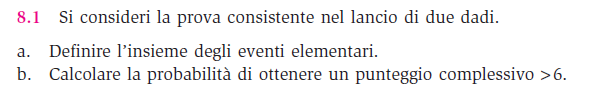 8.1 Si consideri la prova consistente nel lancio di due dadi.
a. Definire l'insieme degli eventi elementari.
b. Calcolare la probabilità di ottenere un punteggio complessivo >6.